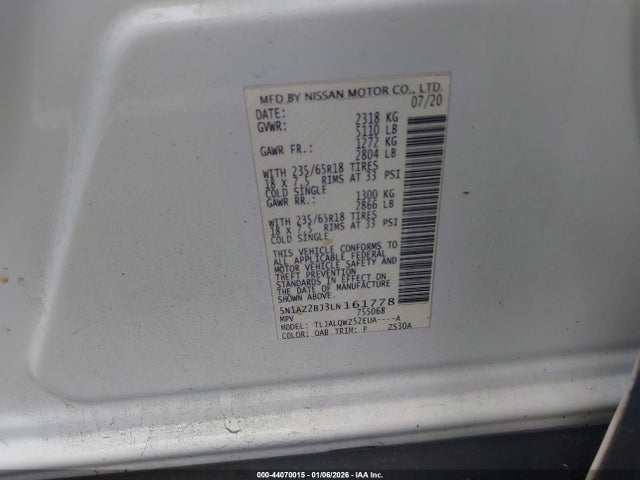 MFD BY NISSAN MOTOR CO., LTD.
DATE: 07/20
GVWR: 2318 KG
5110 LB
GAWR FR.: 1272 KG
2804 LB
WITH 235/65R18 TIRES
18 X 7.5 RIMS AT 33 PSI
COLD SINGLE
GAWR RR.: 1300 KG
2866 LB
WITH 235/65R18 TIRES
18 X 7.5 RIMS AT 33 PSI
COLD SINGLE
THIS VEHICLE CONFORMS TO
ALL APPLICABLE FEDERAL
MOTOR VEHICLE SAFETY AND
THEFT PREVENTION
STANDARDS IN EFFECT ON
THE DATE OF MANUFACTURE
SHOWN ABOVE.
5N1AZ2BJ3LN161778
MPV 755D68
MODEL: TLJALQWZ52EUA----A
COLOR: QAB TRIM: P ZS30A
000-44070015 - 01/06/2026 - IAA Inc.